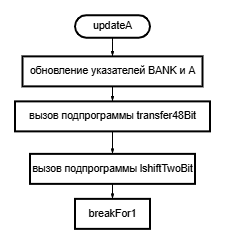 updateA
обновление указателей BANK и A
вызов подпрограммы transfer48Bit
вызов подпрограммы lshiftTwoBit
breakFor1